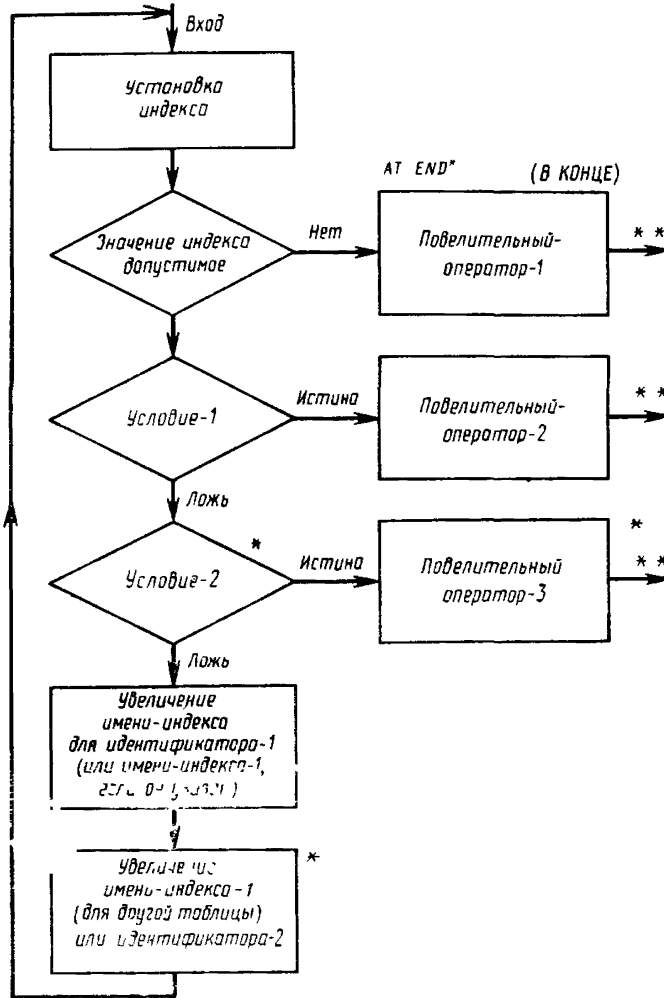 Вход
Установка
индекса
AT END*
(В КОНЦЕ)
Значение индекса
допустимое
Нет
Повелительный-
оператор-1
* *
Условие-1
Истина
Повелительный-
оператор-2
* *
Ложь
*
Условие-2
Истина
Повелительный
оператор-3
*
* *
Ложь
Увеличение
имени-индекса
для идентификатора-1
(или имени-индекса-1,
если он)
Увеличение
*
имени-индекса-1
(для другой таблицы)
или идентификатора-2